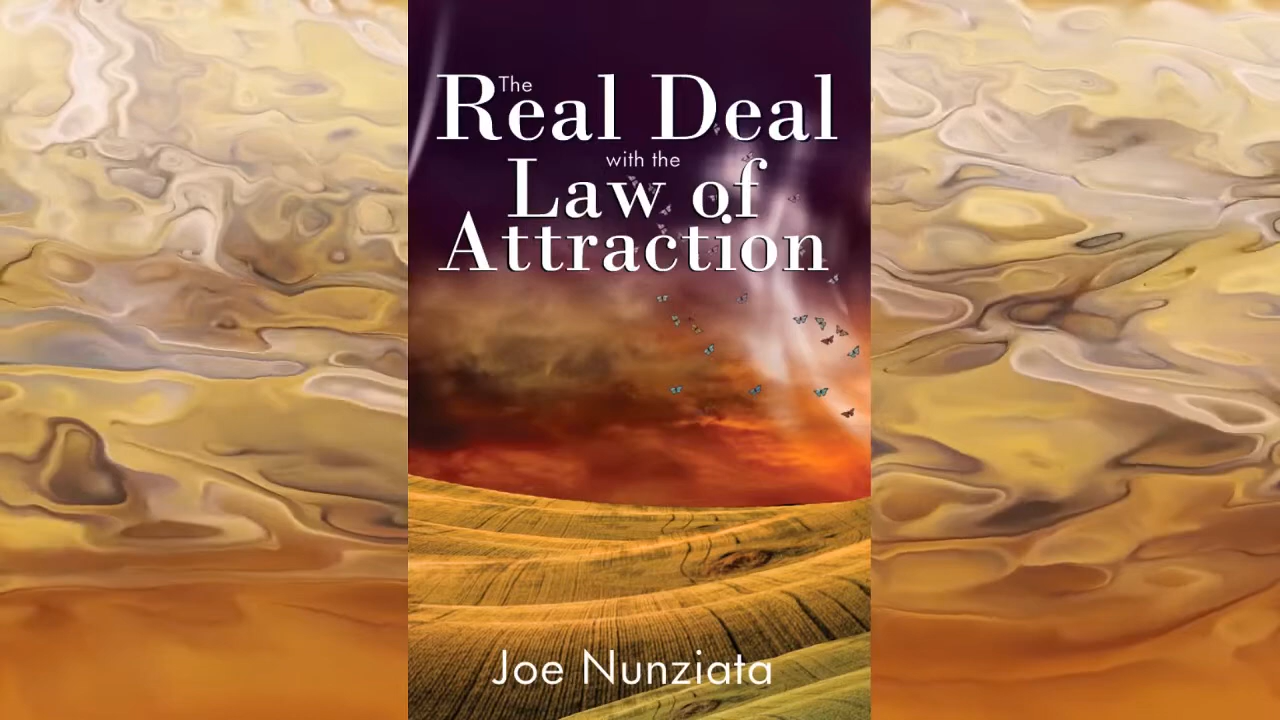 The
Real Deal
with the
Law of
Attraction
Joe Nunziata